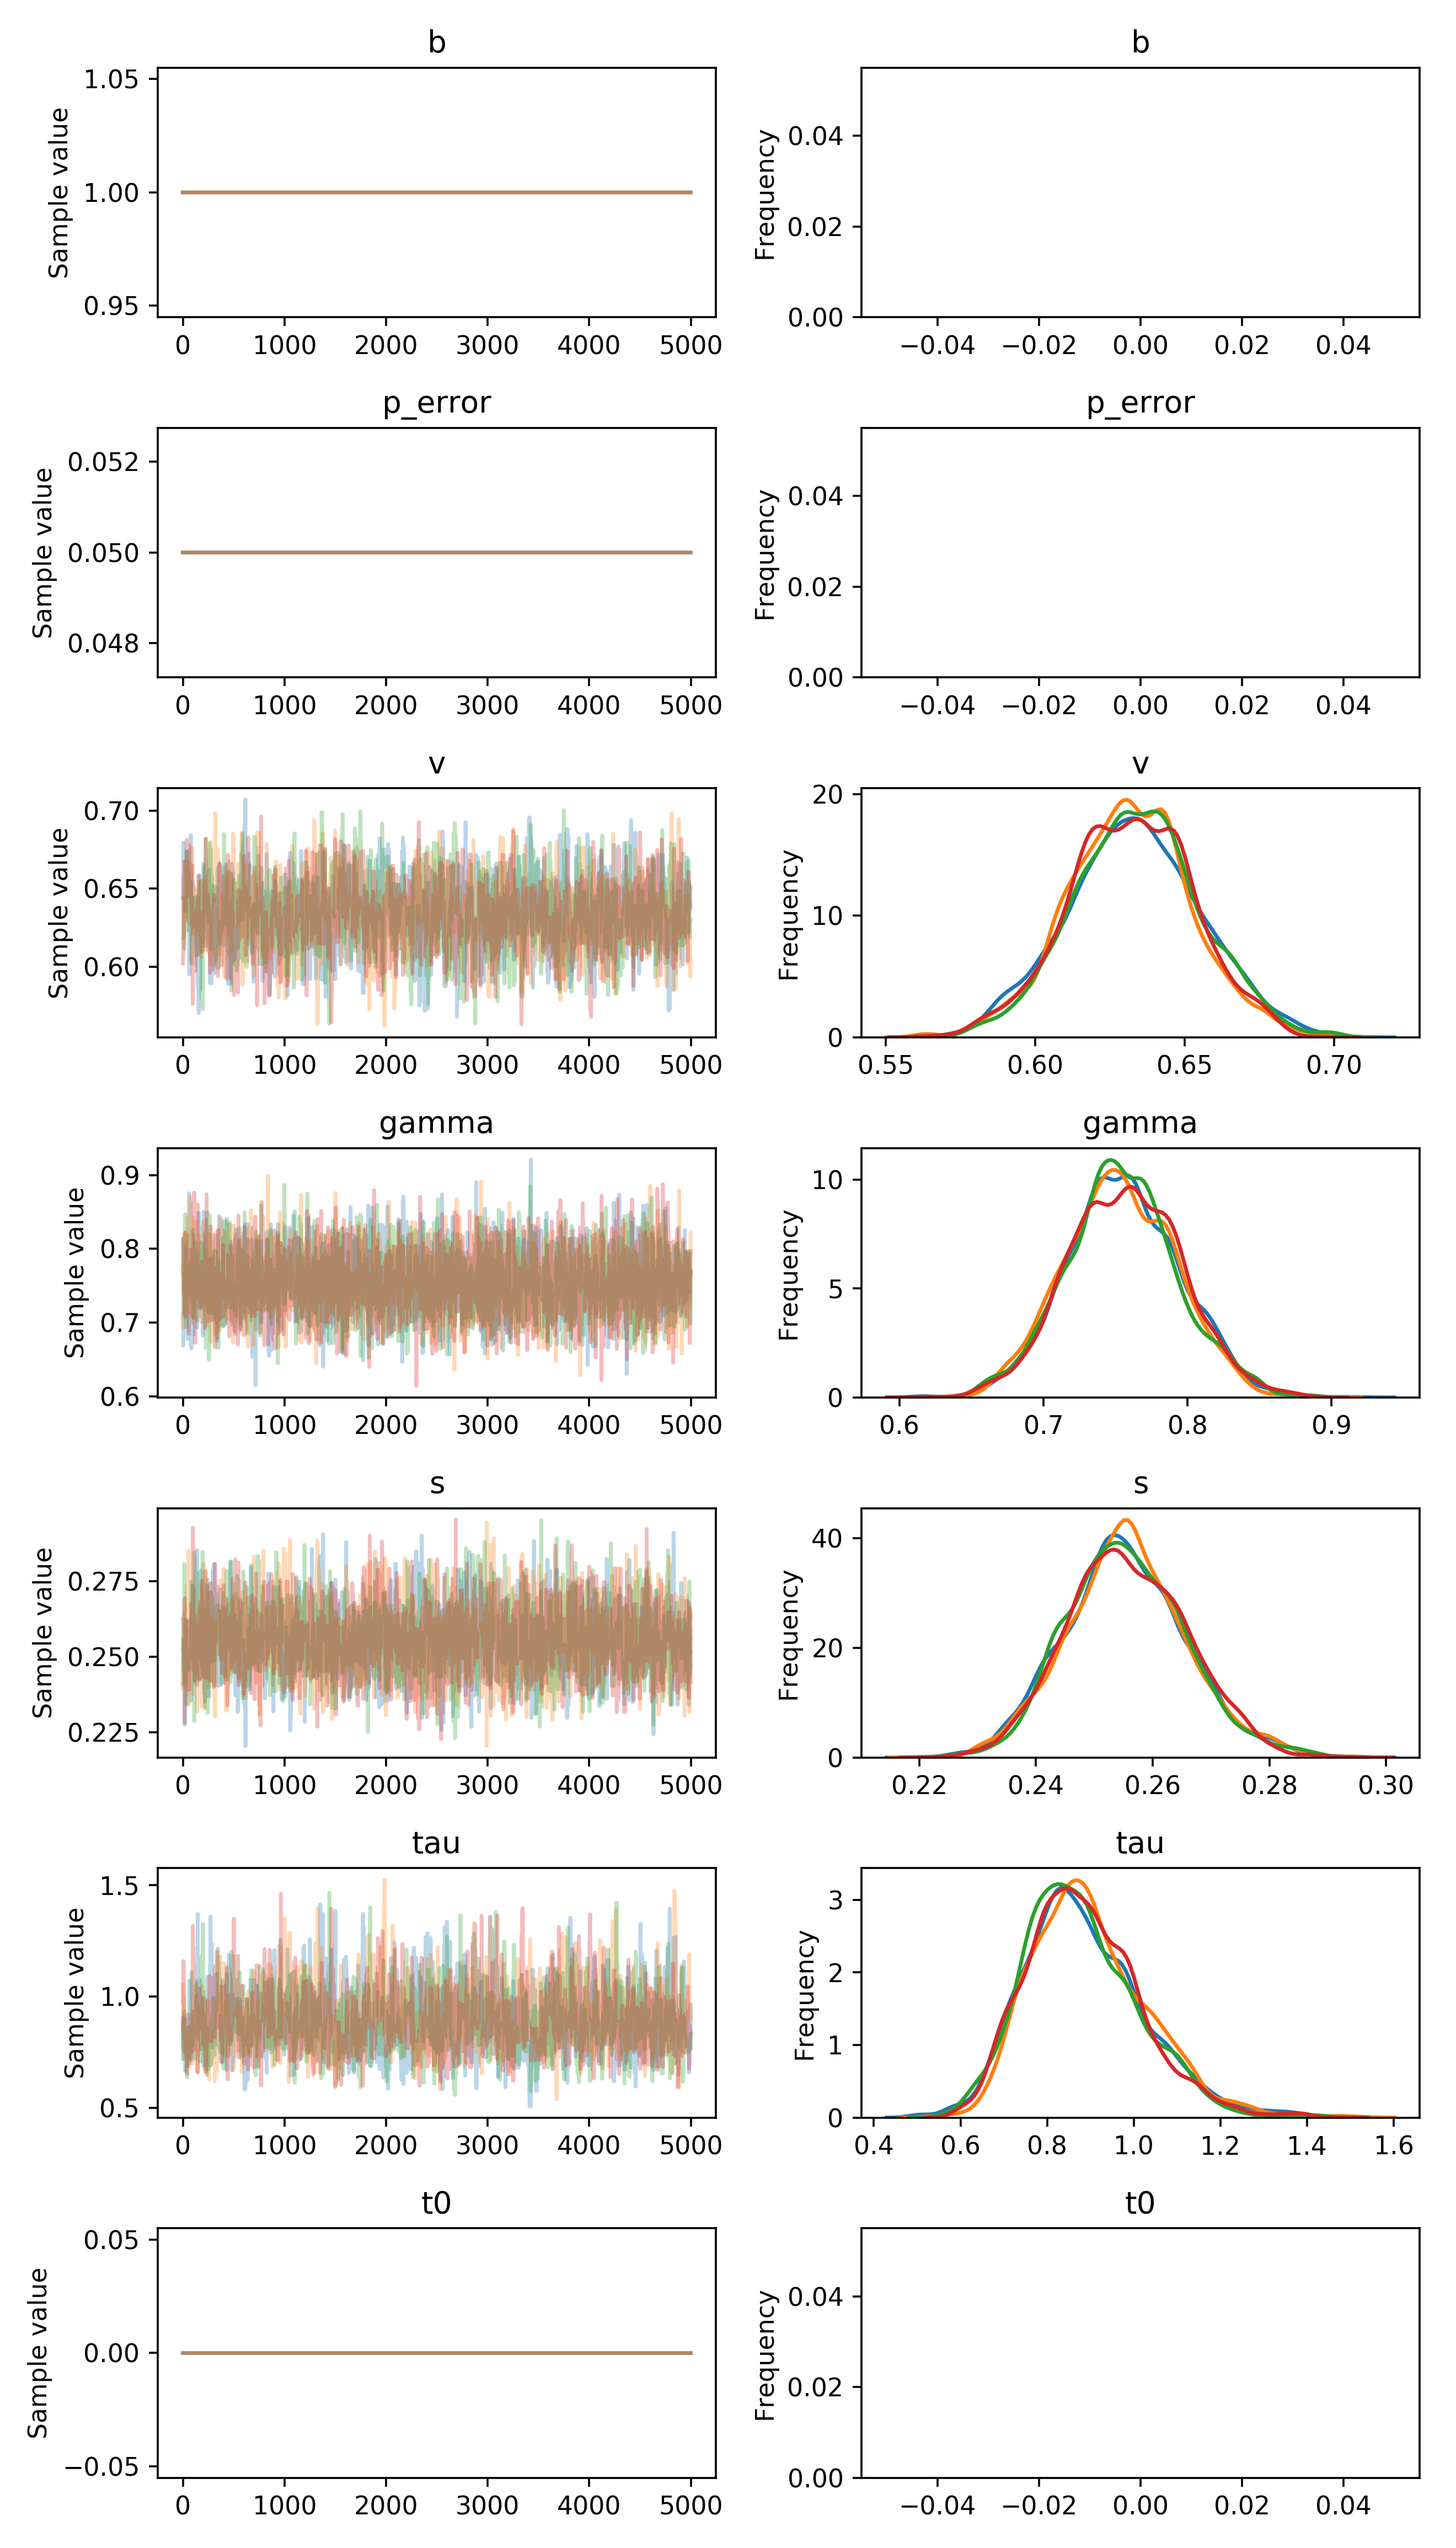 b
b
1.05
1.00
0.95
Sample value
0 1000 2000 3000 4000 5000
0.04
0.02
0.00
Frequency
−0.04 −0.02 0.00 0.02 0.04
p_error
p_error
0.052
0.050
0.048
Sample value
0 1000 2000 3000 4000 5000
0.04
0.02
0.00
Frequency
−0.04 −0.02 0.00 0.02 0.04
v
v
0.70
0.65
0.60
Sample value
0 1000 2000 3000 4000 5000
20
10
0
Frequency
0.55 0.60 0.65 0.70
gamma
gamma
0.9
0.8
0.7
0.6
Sample value
0 1000 2000 3000 4000 5000
10
5
0
Frequency
0.6 0.7 0.8 0.9
s
s
0.275
0.250
0.225
Sample value
0 1000 2000 3000 4000 5000
40
20
0
Frequency
0.22 0.24 0.26 0.28 0.30
tau
tau
1.5
1.0
0.5
Sample value
0 1000 2000 3000 4000 5000
3
2
1
0
Frequency
0.4 0.6 0.8 1.0 1.2 1.4 1.6
t0
t0
0.05
0.00
−0.05
Sample value
0 1000 2000 3000 4000 5000
0.04
0.02
0.00
Frequency
−0.04 −0.02 0.00 0.02 0.04